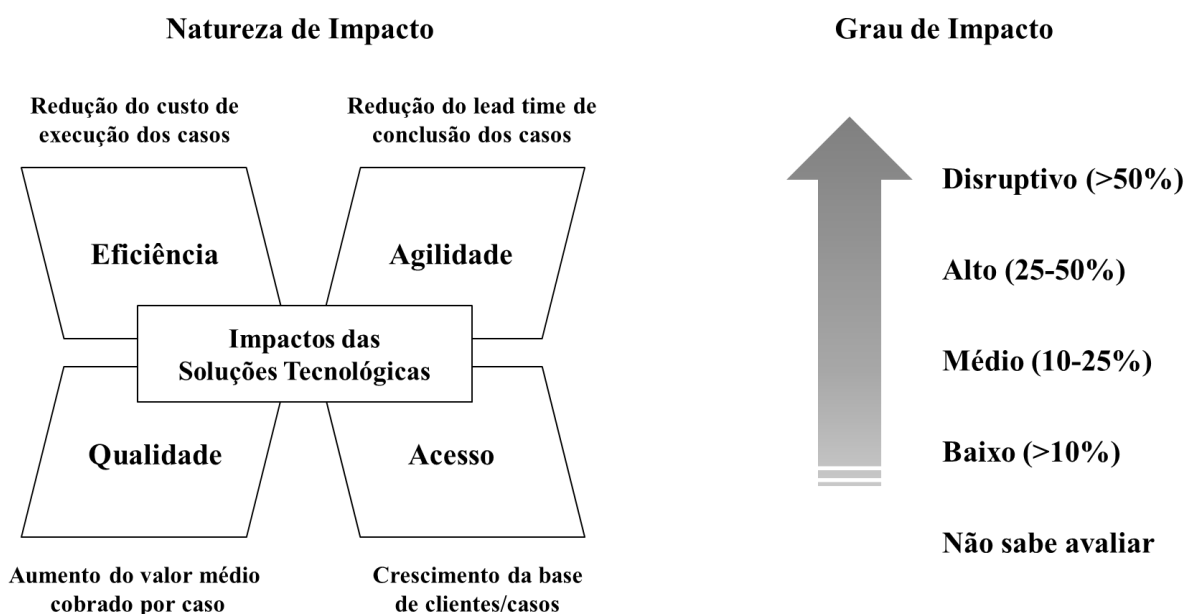 Natureza de Impacto
Redução do custo de
execução dos casos
Redução do lead time de
conclusão dos casos
Eficiência
Agilidade
Impactos das
Soluções Tecnológicas
Qualidade
Acesso
Aumento do valor médio
cobrado por caso
Crescimento da base
de clientes/casos
Grau de Impacto
Disruptivo (>50%)
Alto (25-50%)
Médio (10-25%)
Baixo (>10%)
Não sabe avaliar